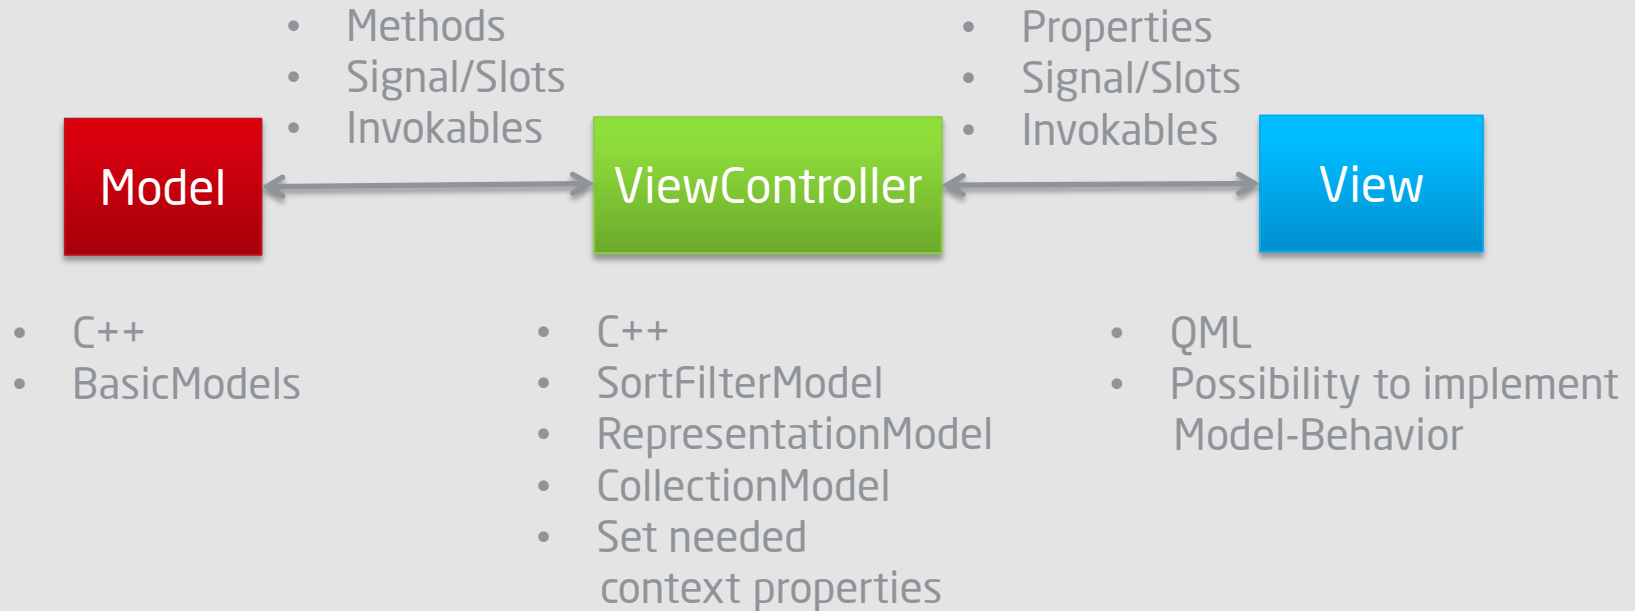 • Methods
• Signal/Slots
• Invokables
• Properties
• Signal/Slots
• Invokables
Model
ViewController
View
• C++
• BasicModels
• C++
• SortFilterModel
• RepresentationModel
• CollectionModel
• Set needed
context properties
• QML
• Possibility to implement
Model-Behavior